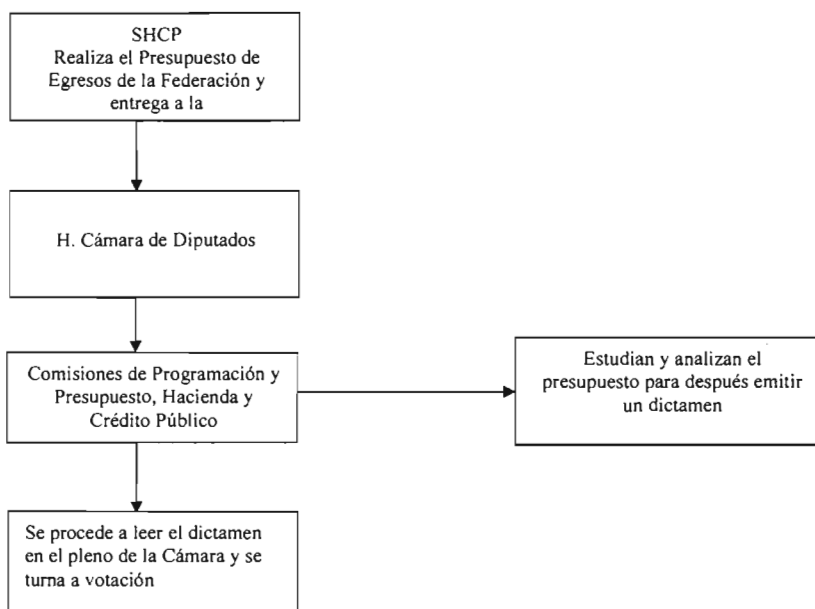 SHCP
Realiza el Presupuesto de
Egresos de la Federación y
entrega a la
H. Cámara de Diputados
Comisiones de Programación y
Presupuesto, Hacienda y
Crédito Público
Estudian y analizan el
presupuesto para después emitir
un dictamen
Se procede a leer el dictamen
en el pleno de la Cámara y se
turna a votación